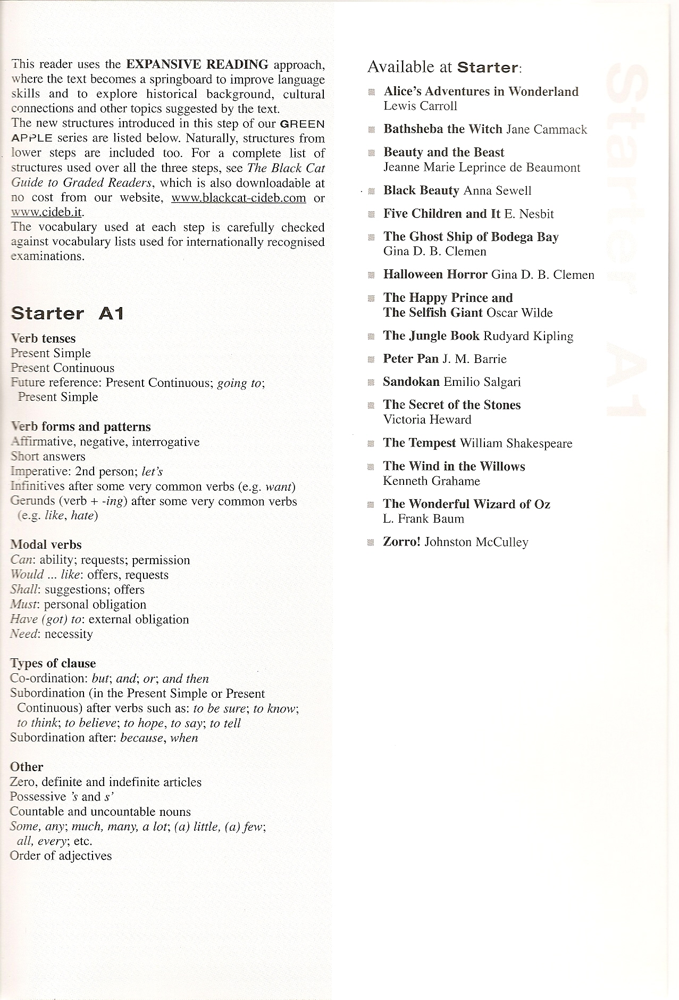 This reader uses the EXPANSIVE READING approach,
where the text becomes a springboard to improve language
skills and to explore historical background, cultural
connections and other topics suggested by the text.
The new structures introduced in this step of our GREEN
APPLE series are listed below. Naturally, structures from
lower steps are included too. For a complete list of
structures used over all the three steps, see The Black Cat
Guide to Graded Readers, which is also downloadable at
no cost from our website, www.blackcat-cideb.com or
www.cideb.it.
The vocabulary used at each step is carefully checked
against vocabulary lists used for internationally recognised
examinations.
Starter A1
Verb tenses
Present Simple
Present Continuous
Future reference: Present Continuous; going to;
Present Simple
Verb forms and patterns
Affirmative, negative, interrogative
Short answers
Imperative: 2nd person; let's
Infinitives after some very common verbs (e.g. want)
Gerunds (verb + -ing) after some very common verbs
(e.g. like, hate)
Modal verbs
Can: ability; requests; permission
Would ... like: offers, requests
Shall: suggestions; offers
Must: personal obligation
Have (got) to: external obligation
Need: necessity
Types of clause
Co-ordination: but; and; or; and then
Subordination (in the Present Simple or Present
Continuous) after verbs such as: to be sure; to know;
to think; to believe; to hope, to say; to tell
Subordination after: because, when
Other
Zero, definite and indefinite articles
Possessive 's and s'
Countable and uncountable nouns
Some, any; much, many, a lot; (a) little, (a) few;
all, every; etc.
Order of adjectives
Available at Starter:
Alice's Adventures in Wonderland
Lewis Carroll
Bathsheba the Witch Jane Cammack
Beauty and the Beast
Jeanne Marie Leprince de Beaumont
Black Beauty Anna Sewell
Five Children and It E. Nesbit
The Ghost Ship of Bodega Bay
Gina D. B. Clemen
Halloween Horror Gina D. B. Clemen
The Happy Prince and
The Selfish Giant Oscar Wilde
The Jungle Book Rudyard Kipling
Peter Pan J. M. Barrie
Sandokan Emilio Salgari
The Secret of the Stones
Victoria Heward
The Tempest William Shakespeare
The Wind in the Willows
Kenneth Grahame
The Wonderful Wizard of Oz
L. Frank Baum
Zorro! Johnston McCulley
Starter A1